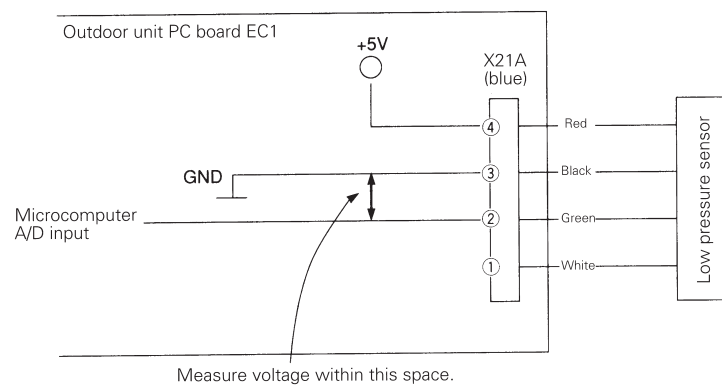 Outdoor unit PC board EC1
+5V
X21A
(blue)
4
Red
3
Black
GND
Microcomputer
A/D input
2
Green
1
White
Low pressure sensor
Measure voltage within this space.